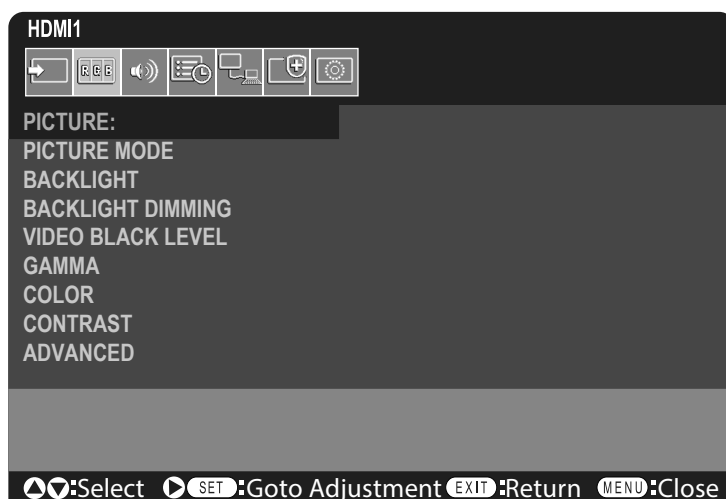 HDMI1
RGB
PICTURE:
PICTURE MODE
BACKLIGHT
BACKLIGHT DIMMING
VIDEO BLACK LEVEL
GAMMA
COLOR
CONTRAST
ADVANCED
:Select SET:Goto Adjustment EXIT:Return MENU:Close